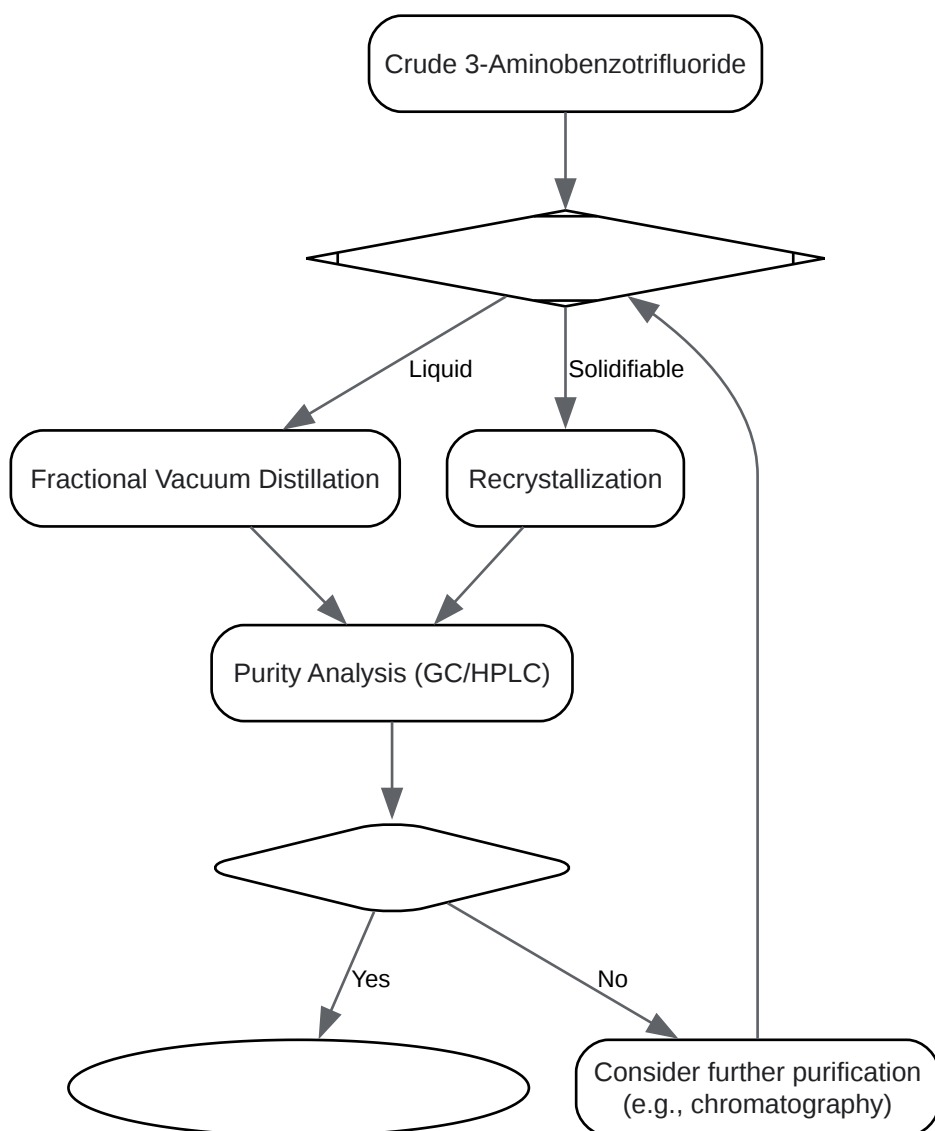 Crude 3-Aminobenzotrifluoride
Liquid
Solidifiable
Fractional Vacuum Distillation
Recrystallization
Purity Analysis (GC/HPLC)
Yes
No
Consider further purification
(e.g., chromatography)